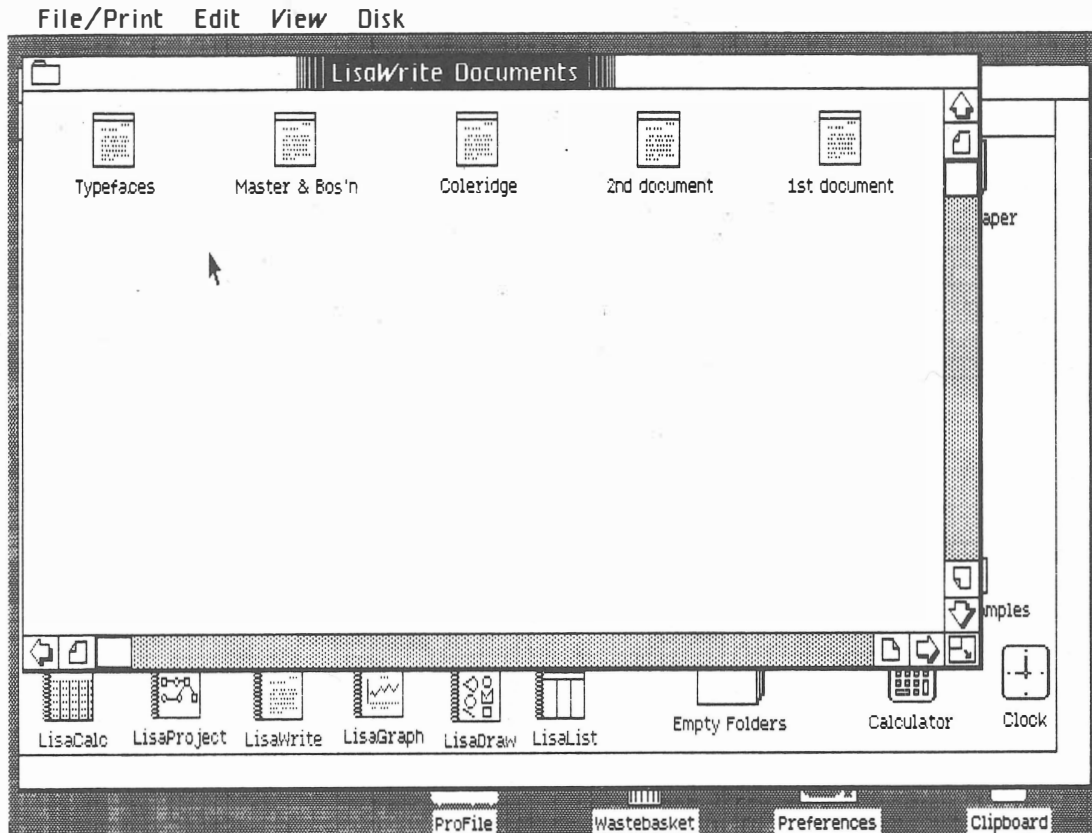 File/Print Edit View Disk
LisaWrite Documents
Typefaces Master & Bos'n Coleridge 2nd document 1st document
aper
mples
LisaCalc LisaProject LisaWrite LisaGraph LisaDraw LisaList Empty Folders Calculator Clock
ProFile Wastebasket Preferences Clipboard